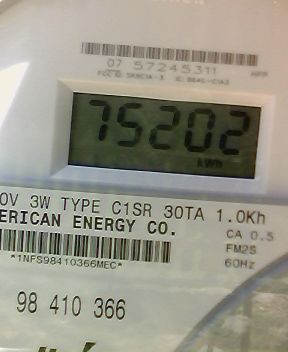 07 57245311
75202
kWh
0V 3W TYPE C1SR 30TA 1.0Kh
ERICAN ENERGY CO.
CA 0.5
FM2S
*1NFS98410366MEC*
60Hz
98 410 366